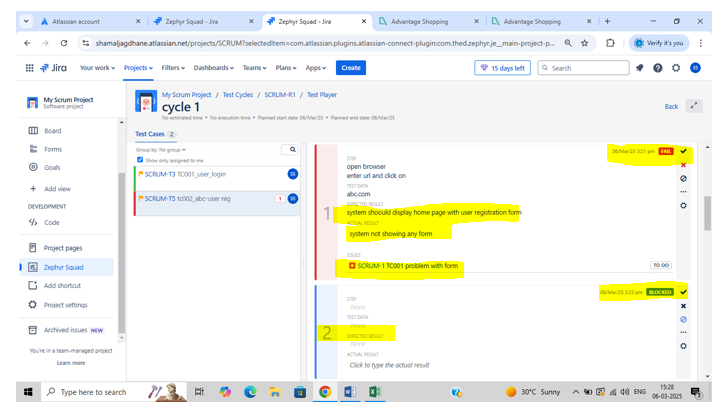 Atlassian account
Zephyr Squad - Jira
Zephyr Squad - Jira
Advantage Shopping
Advantage Shopping
shamaljagdhane.atlassian.net/projects/SCRUM?selectedItem=com.atlassian.plugins.atlassian-connect-plugin:com.thed.zephyr.je__main-project-p...
Verify it's you
Jira
Your work
Projects
Filters
Dashboards
Teams
Plans
Apps
Create
15 days left
Search
SS
My Scrum Project
Software project
Board
Forms
Goals
Add view
DEVELOPMENT
Code
Project pages
Zephyr Squad
Add shortcut
Project settings
Archived issues NEW
You're in a team-managed project
Learn more
My Scrum Project / Test Cycles / SCRUM-R1 / Test Player
cycle 1
No estimated time • No execution time • Planned start date: 06/Mar/25 • Planned end date: 06/Mar/25
Back
Test Cases 2
Group by: No group
Show only assigned to me
SCRUM-T3 TC001_user_login
SS
SCRUM-T5 tc002_abc-user reg
1 SS
06/Mar/25 3:21 pm FAIL
1
STEP
open browser
enter url and click on
TEST DATA
abc.com
EXPECTED RESULT
system shoould display home page with user registration form
ACTUAL RESULT
system not showing any form
ISSUES
SCRUM-1 TC001 problem with form
TO DO
06/Mar/25 3:23 pm BLOCKED
2
STEP
None
TEST DATA
None
EXPECTED RESULT
None
ACTUAL RESULT
Click to type the actual result
Type here to search
30°C Sunny
ENG
15:28
06-03-2025